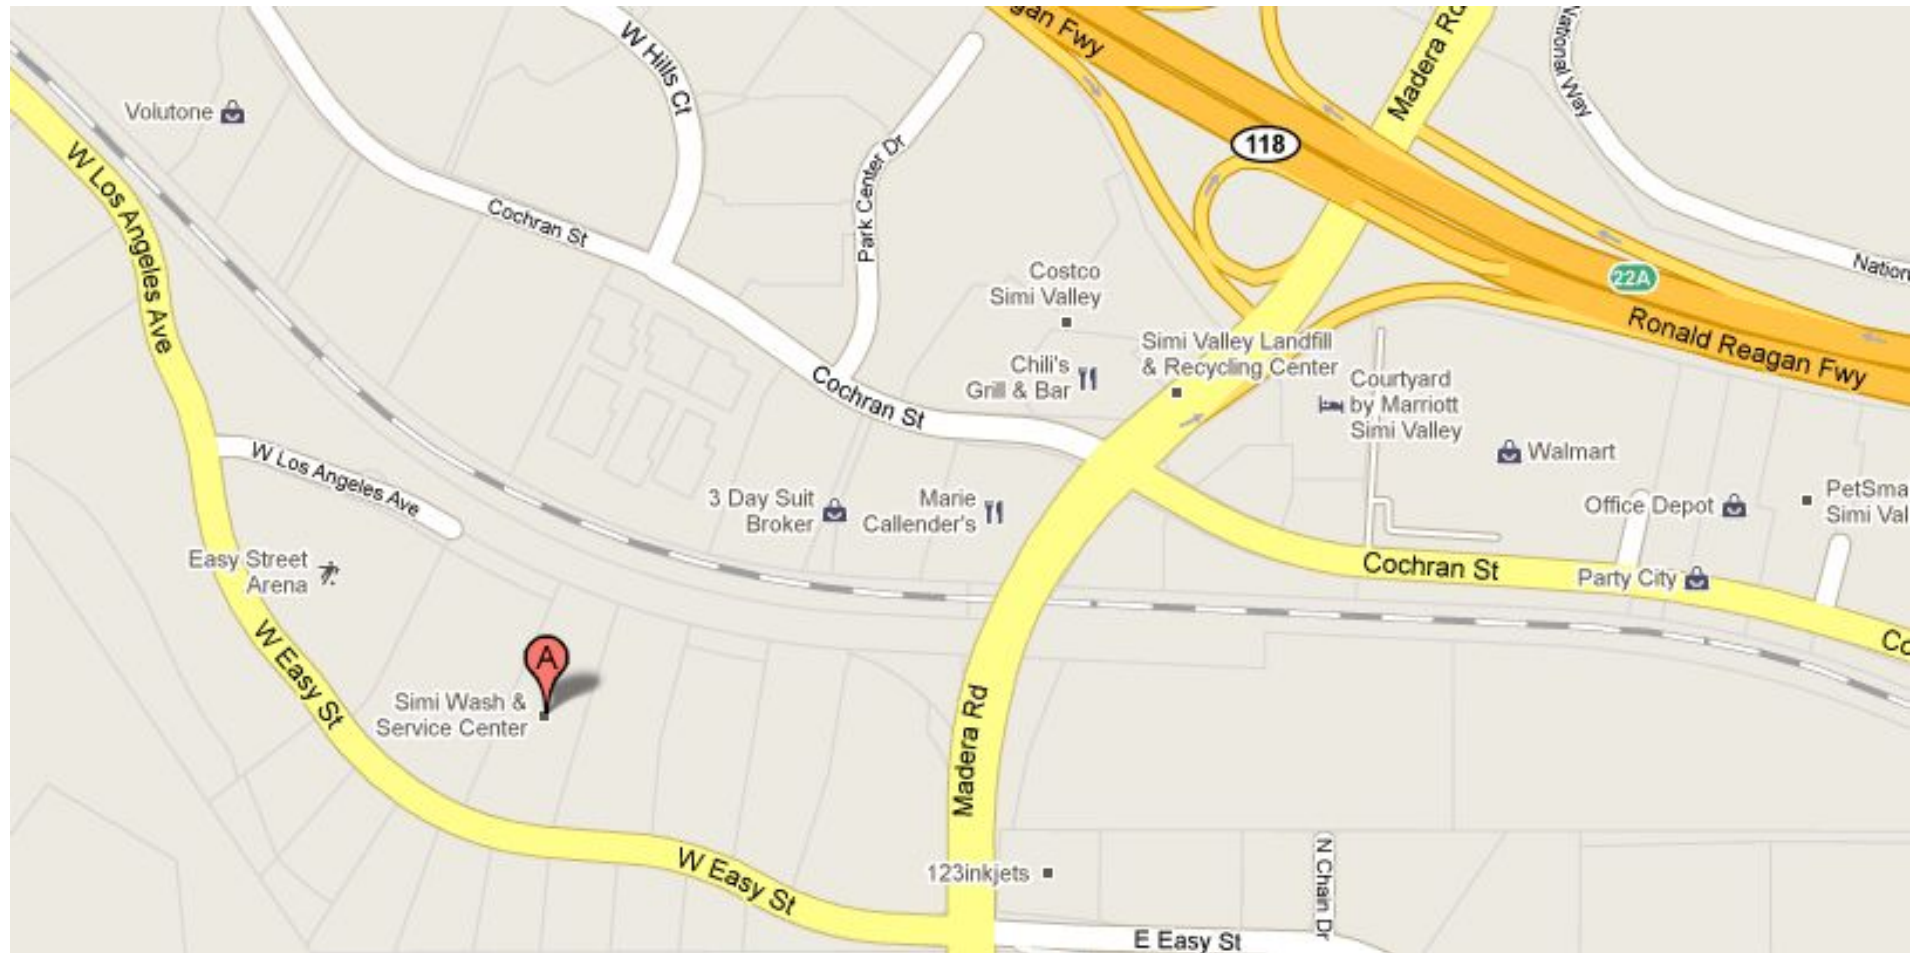 gan Fwy
Madera Rd
National Way
W Hills Ct
Volutone
118
Park Center Dr
W Los Angeles Ave
Cochran St
Nation
Costco
Simi Valley
22A
Ronald Reagan Fwy
Simi Valley Landfill
& Recycling Center
Chili's
Grill & Bar
Courtyard
by Marriott
Simi Valley
Cochran St
Walmart
W Los Angeles Ave
3 Day Suit
Broker
Marie
Callender's
Office Depot
PetSma
Simi Val
Easy Street
Arena
Cochran St
Party City
W Easy St
Co
A
Simi Wash &
Service Center
Madera Rd
W Easy St
123inkjets
N Chain Dr
E Easy St